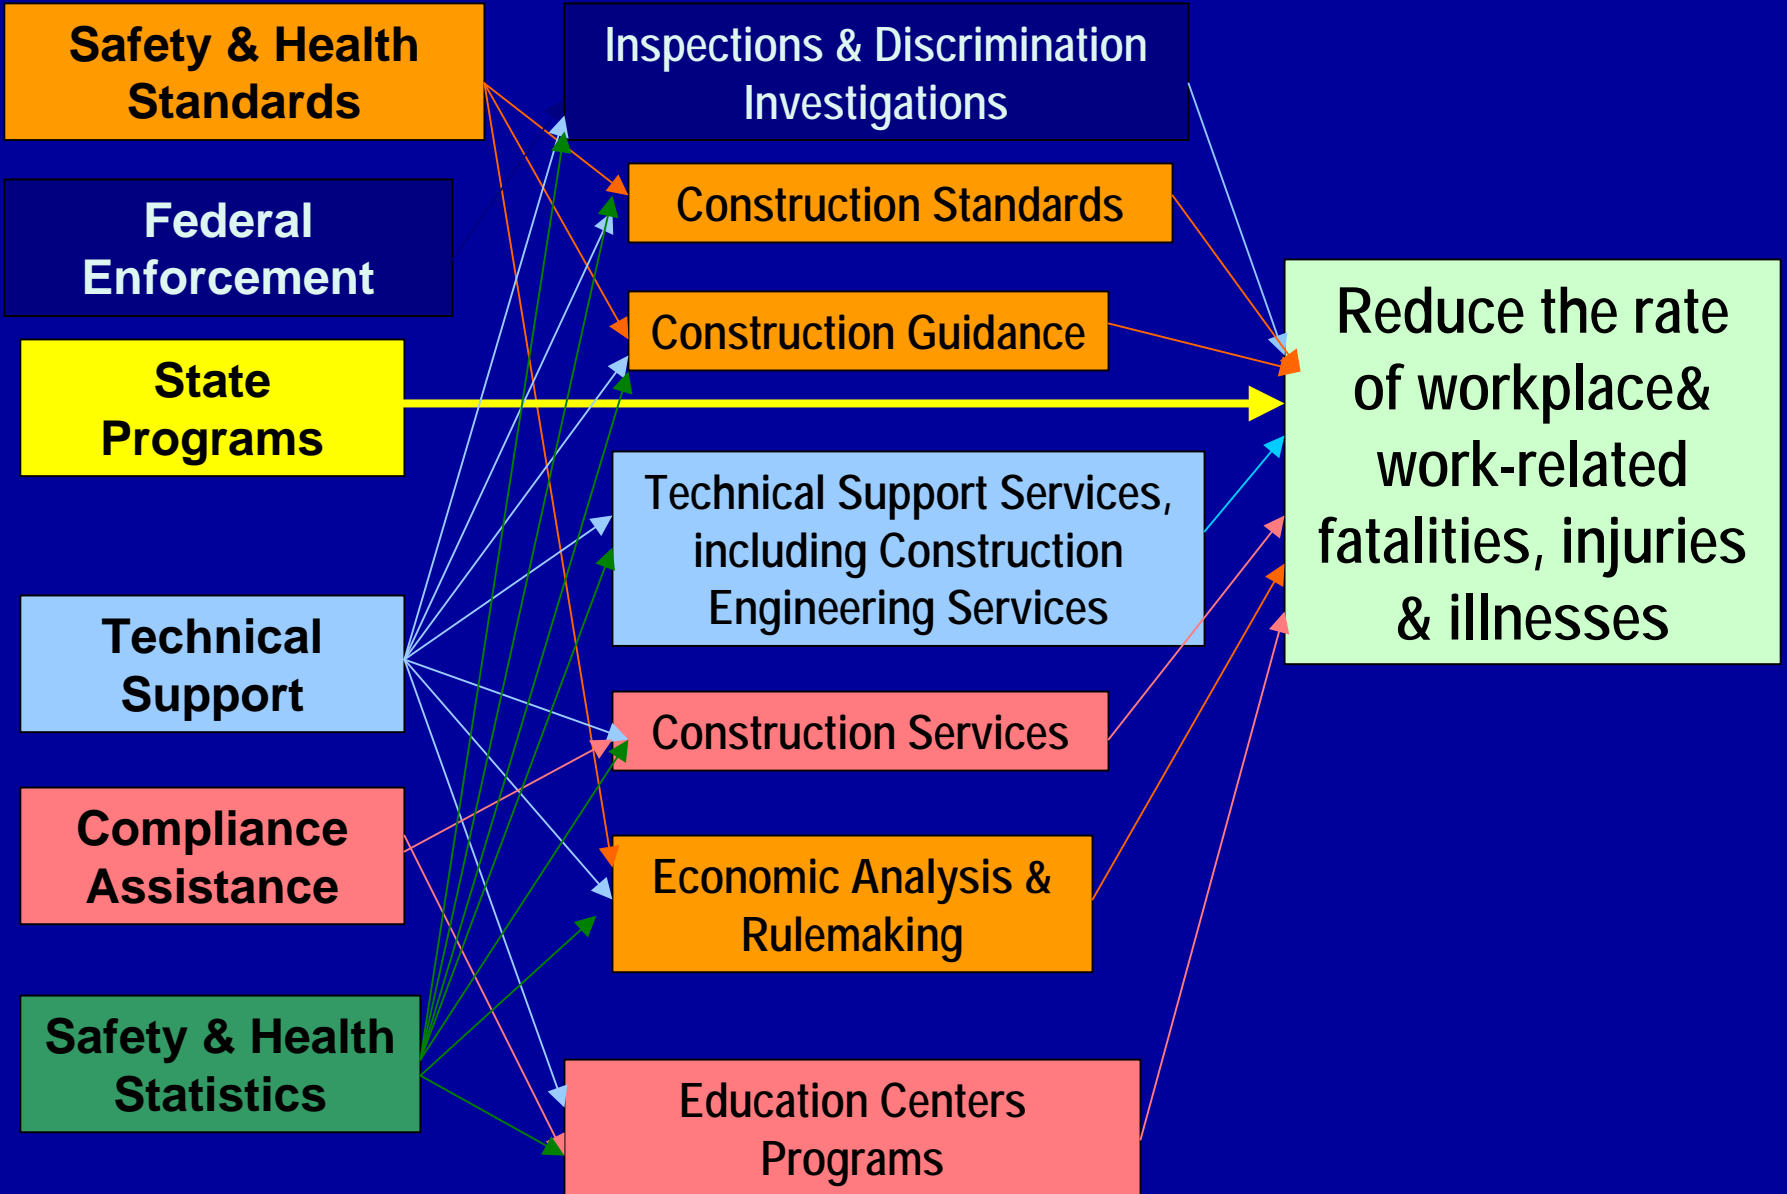 Safety & Health
Standards
Federal
Enforcement
State
Programs
Technical
Support
Compliance
Assistance
Safety & Health
Statistics
Inspections & Discrimination
Investigations
Construction Standards
Construction Guidance
Technical Support Services,
including Construction
Engineering Services
Construction Services
Economic Analysis &
Rulemaking
Education Centers
Programs
Reduce the rate
of workplace&
work-related
fatalities, injuries
& illnesses